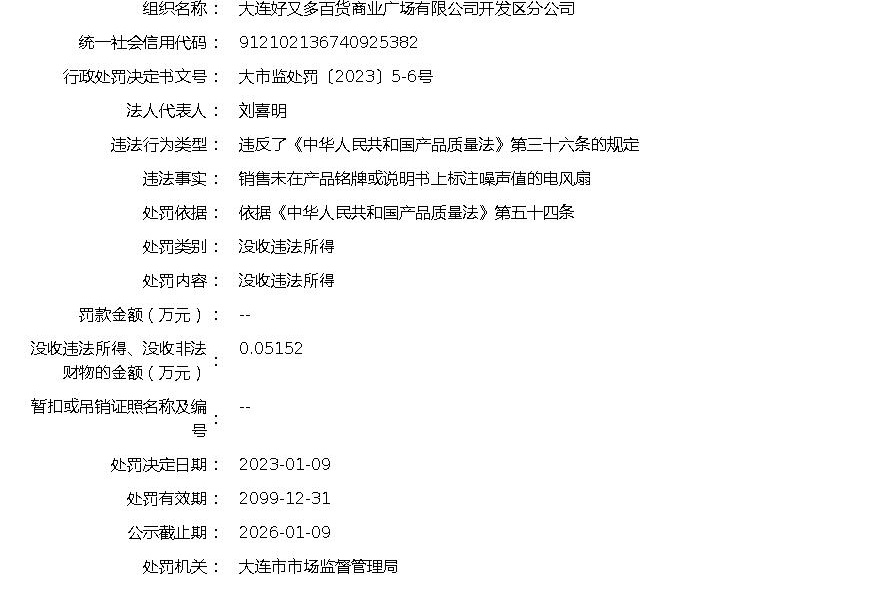 组织名称： 大连好又多百货商业广场有限公司开发区分公司
统一社会信用代码： 912102136740925382
行政处罚决定书文号： 大市监处罚〔2023〕5-6号
法人代表人： 刘喜明
违法行为类型： 违反了《中华人民共和国产品质量法》第三十六条的规定
违法事实： 销售未在产品铭牌或说明书上标注噪声值的电风扇
处罚依据： 依据《中华人民共和国产品质量法》第五十四条
处罚类别： 没收违法所得
处罚内容： 没收违法所得
罚款金额（万元）： --
没收违法所得、没收非法
财物的金额（万元）： 0.05152
暂扣或吊销证照名称及编
号： --
处罚决定日期： 2023-01-09
处罚有效期： 2099-12-31
公示截止期： 2026-01-09
处罚机关： 大连市市场监督管理局